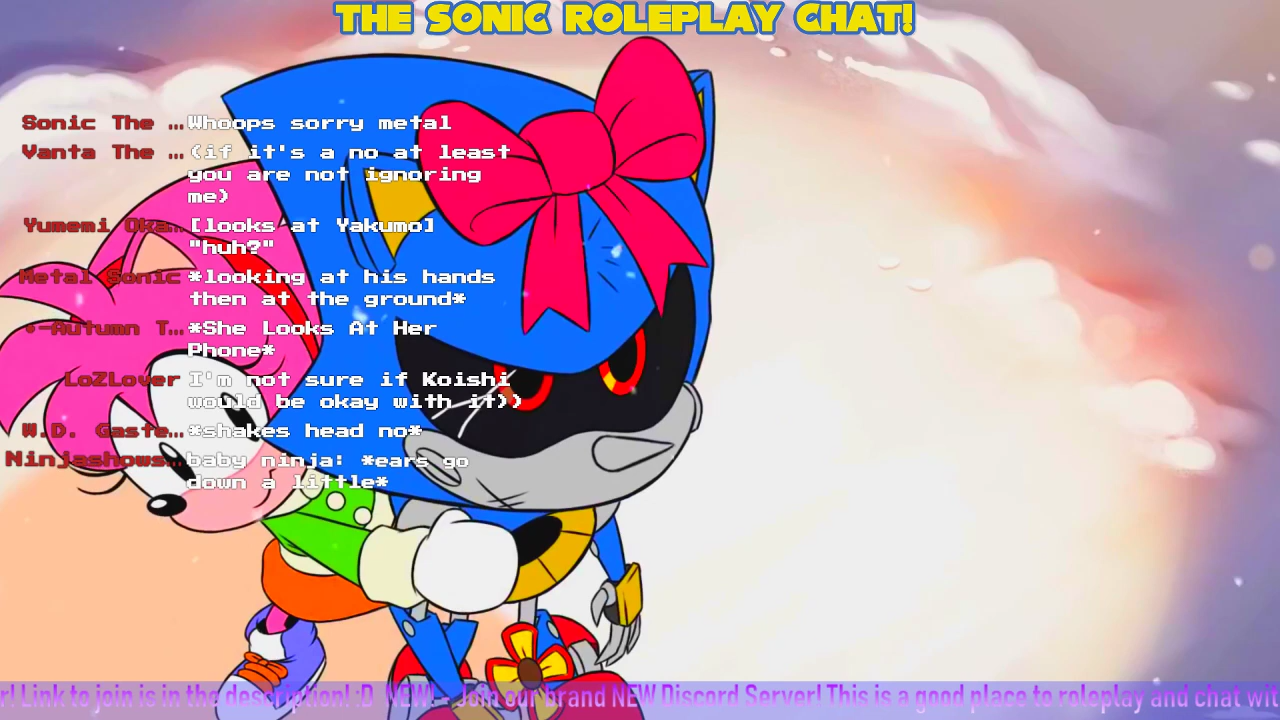 THE SONIC ROLEPLAY CHAT!
Sonic The ... Whoops sorry metal
Vanta The ... (if it's a no at least
you are not ignoring
me)
Yumemi Oka... [looks at Yakumo]
"huh?"
Metal Sonic *looking at his hands
then at the ground*
•-Autumn T... *She Looks At Her
Phone*
LoZLover I'm not sure if Koishi
would be okay with it))
W.D. Gaste... *shakes head no*
Ninjashows... baby ninja: *ears go
down a little*
r! Link to join is in the description! :D NEW! - Join our brand NEW Discord Server! This is a good place to roleplay and chat wit